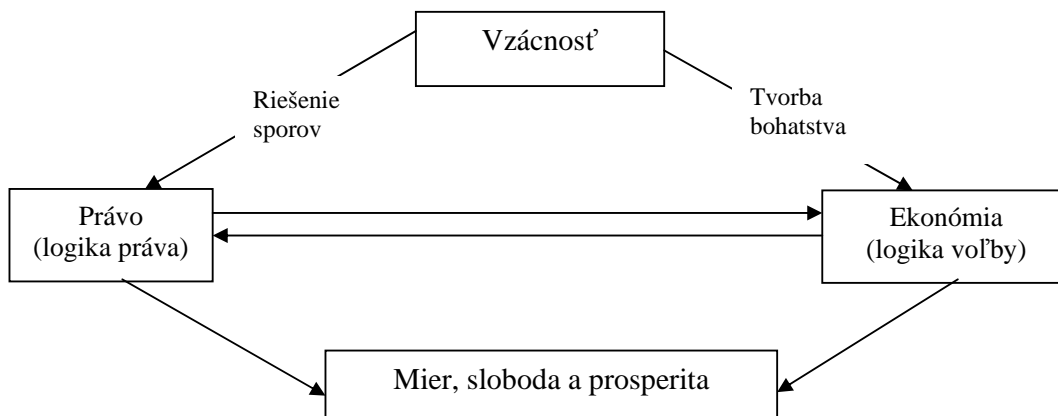 Vzácnosť
Riešenie
sporov
Tvorba
bohatstva
Právo
(logika práva)
Ekonómia
(logika voľby)
Mier, sloboda a prosperita